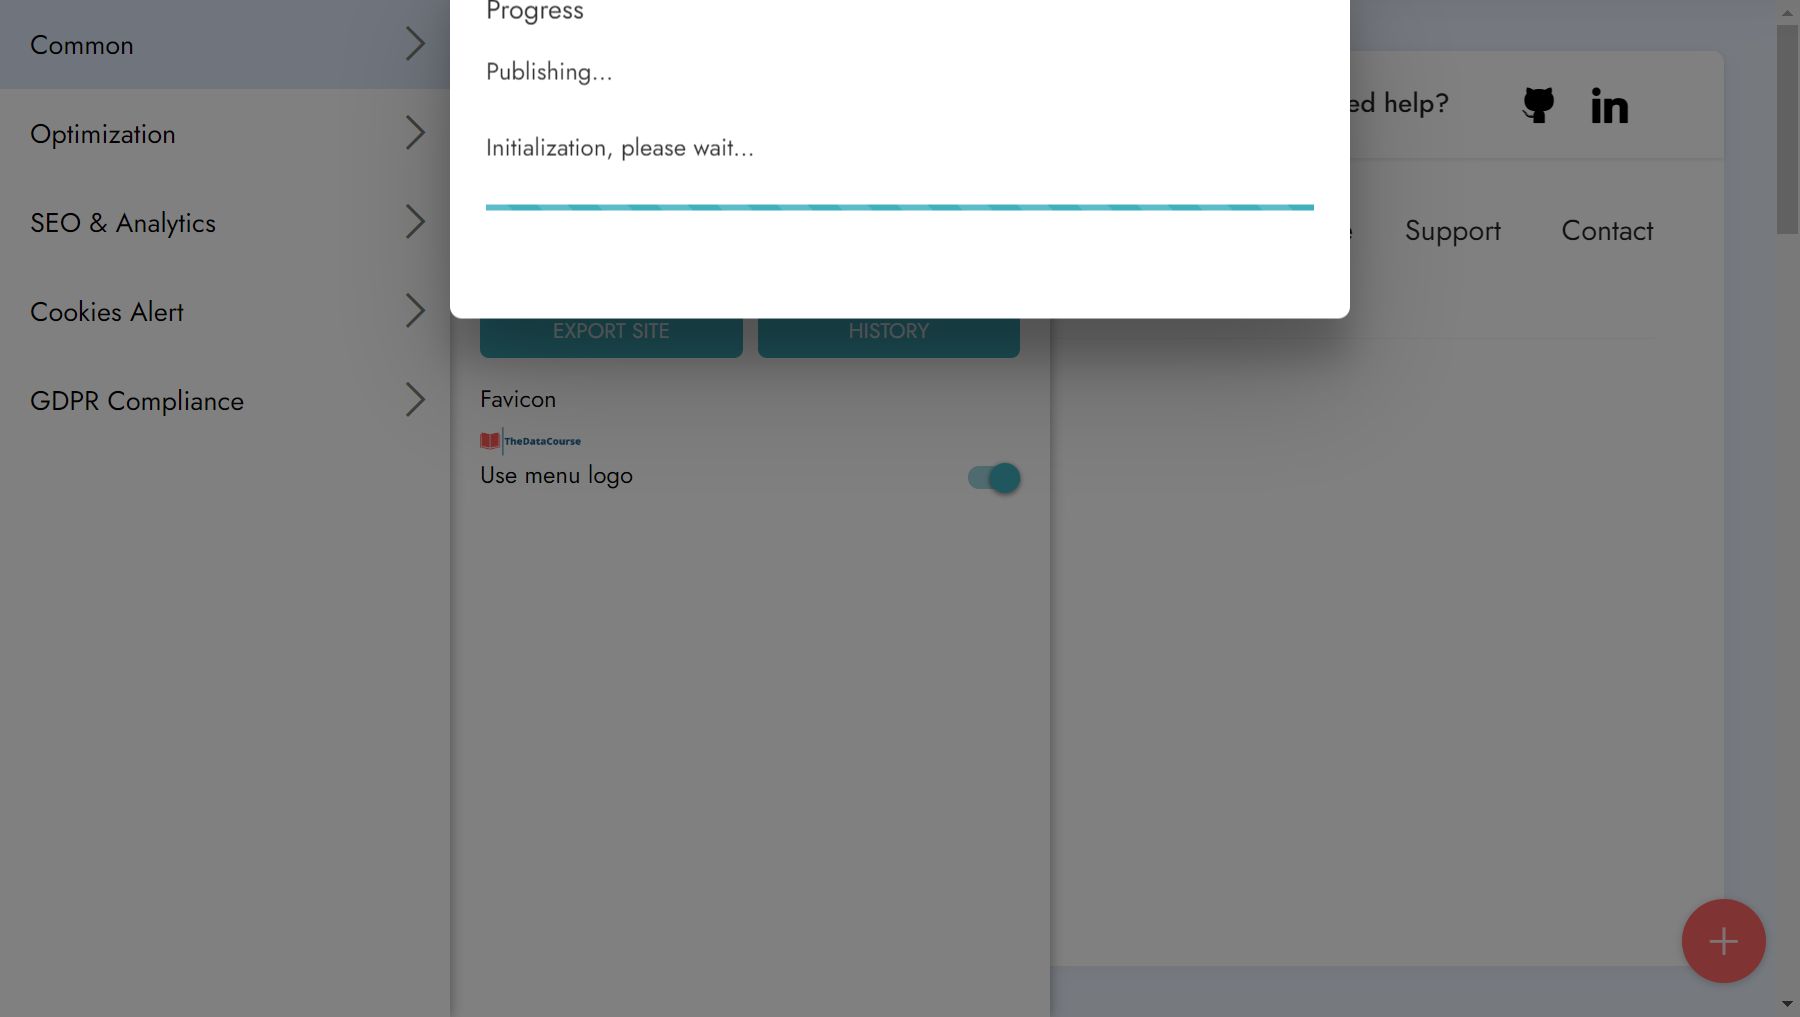 Progress
Publishing...
Initialization, please wait...
Common
Optimization
SEO & Analytics
Cookies Alert
GDPR Compliance
EXPORT SITE
HISTORY
Favicon
TheDataCourse
Use menu logo
help?
in
Support
Contact